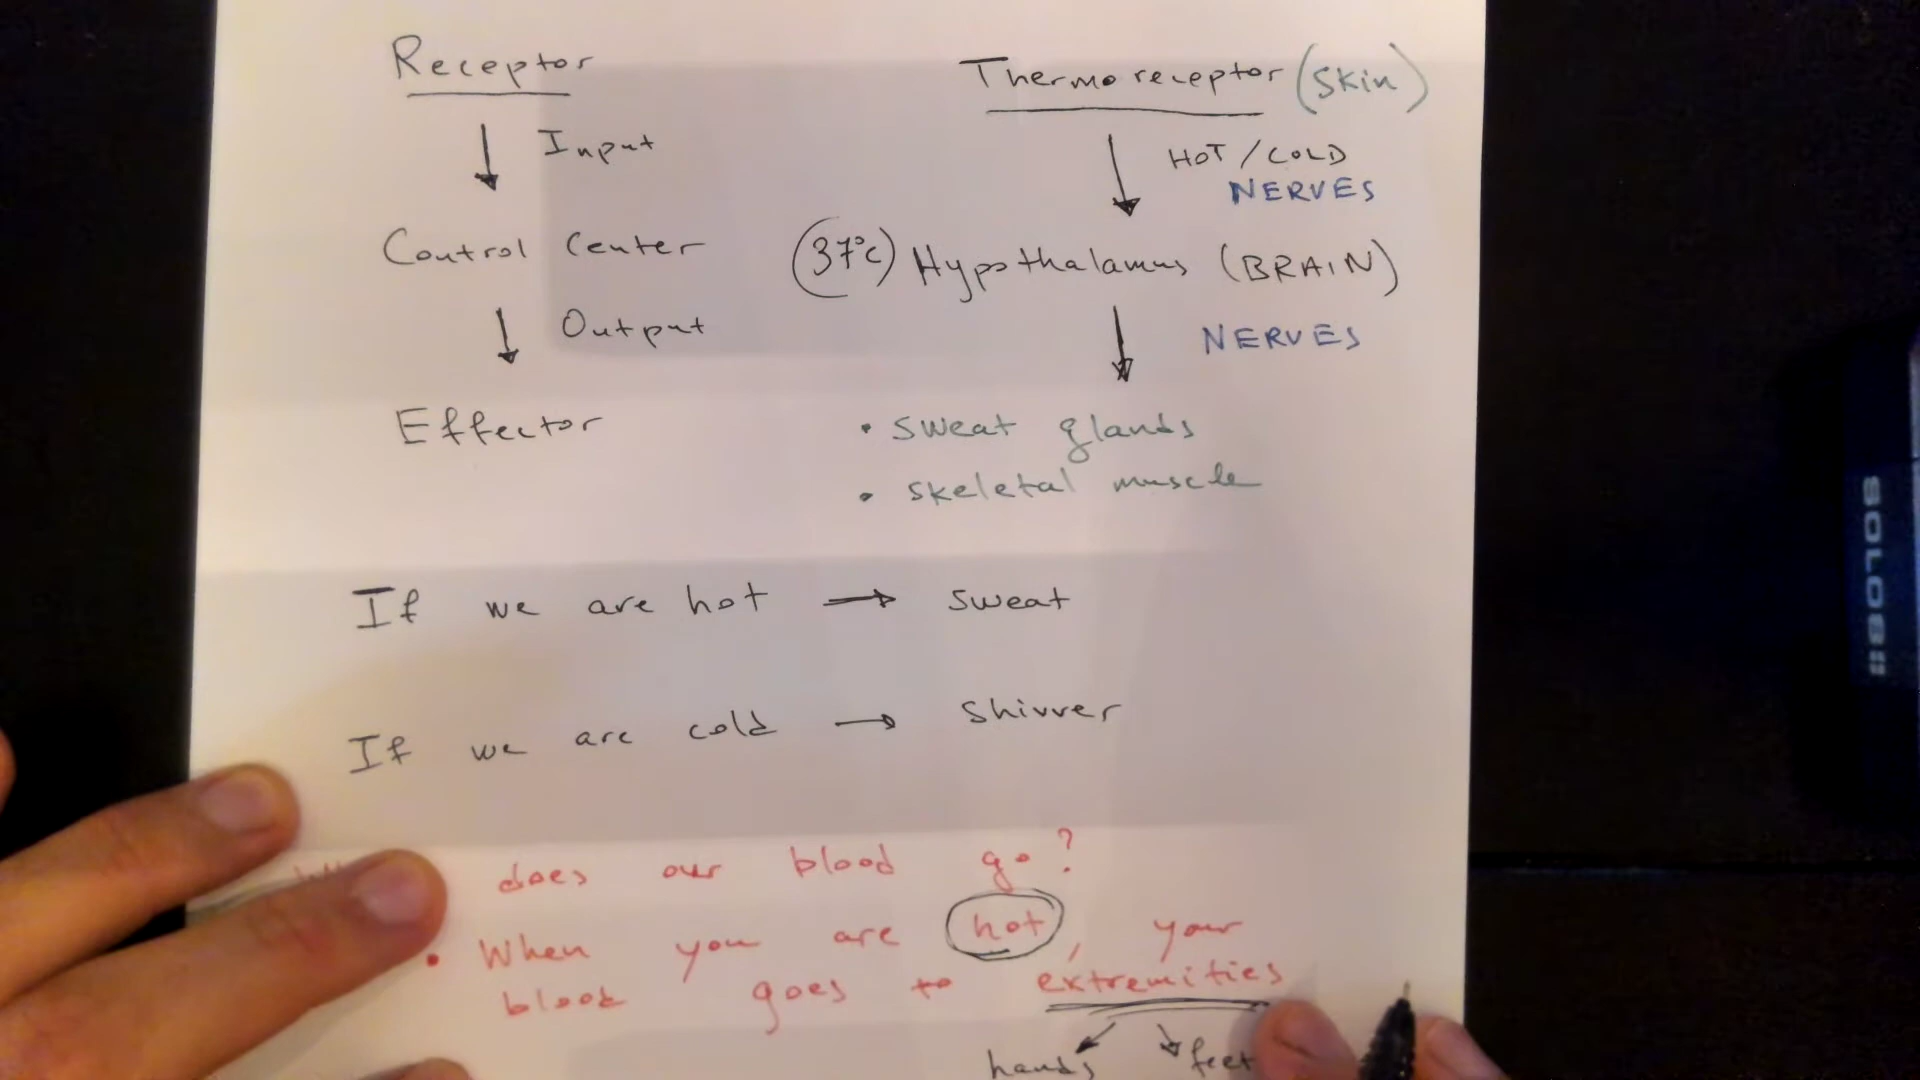 Receptor
Input
Control Center
Output
Effector
Thermoreceptor (Skin)
HOT/COLD
NERVES
37°C Hypothalamus (BRAIN)
NERVES
• sweat glands
• skeletal muscle
If we are hot → sweat
If we are cold → shivver
does our blood go?
• When you are hot, your
blood goes to extremities
hands feet